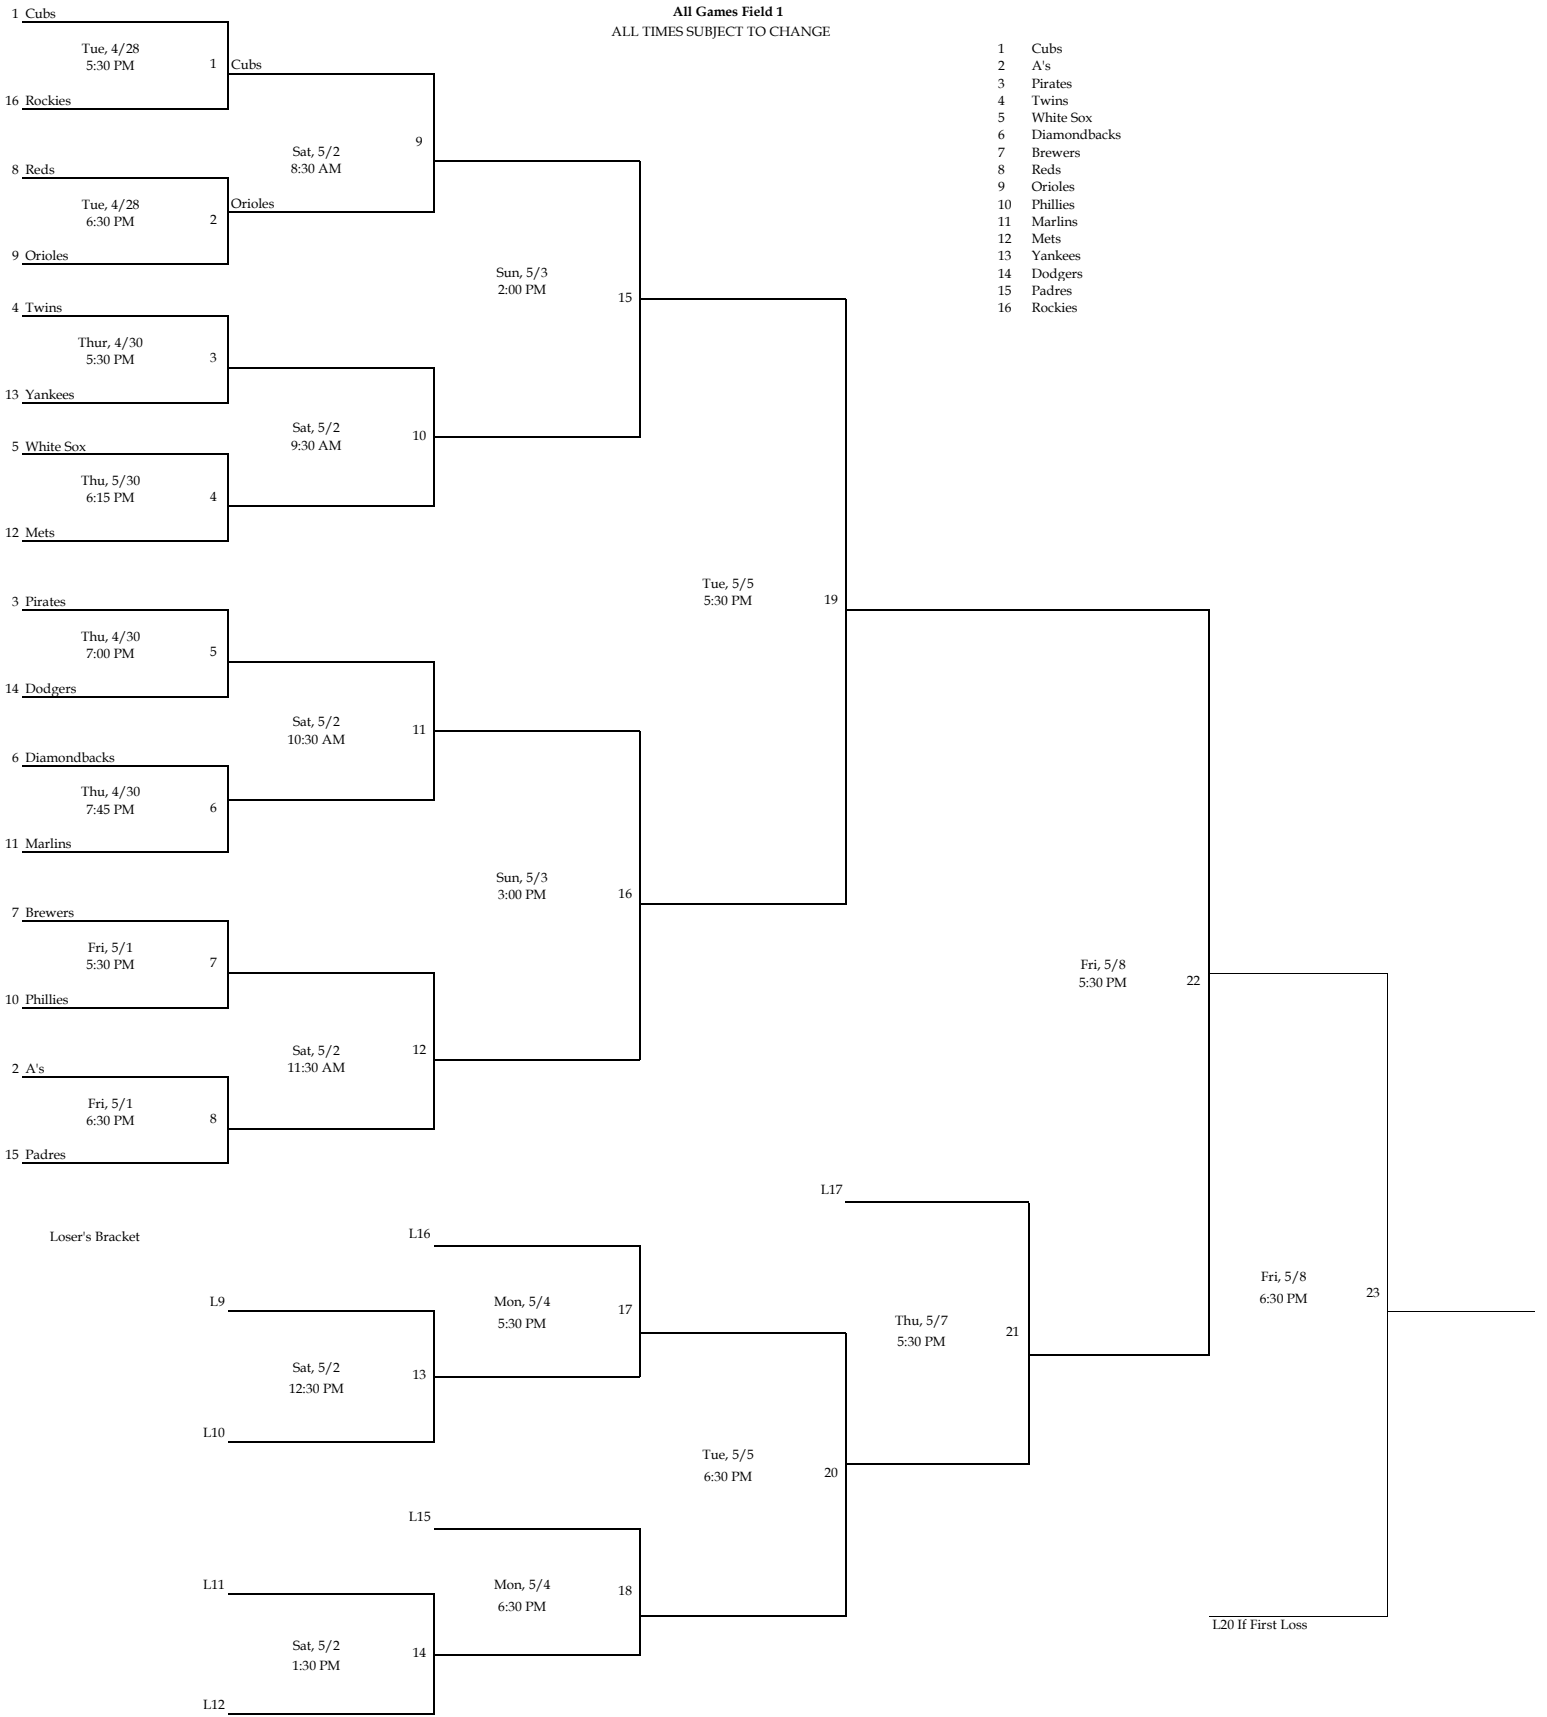 All Games Field 1
ALL TIMES SUBJECT TO CHANGE
1 Cubs
2 A's
3 Pirates
4 Twins
5 White Sox
6 Diamondbacks
7 Brewers
8 Reds
9 Orioles
10 Phillies
11 Marlins
12 Mets
13 Yankees
14 Dodgers
15 Padres
16 Rockies
1 Cubs
Tue, 4/28
5:30 PM
1
16 Rockies
Cubs
8 Reds
Tue, 4/28
6:30 PM
2
9 Orioles
Orioles
Sat, 5/2
8:30 AM
9
4 Twins
Thur, 4/30
5:30 PM
3
13 Yankees
5 White Sox
Thu, 5/30
6:15 PM
4
12 Mets
Sat, 5/2
9:30 AM
10
Sun, 5/3
2:00 PM
15
3 Pirates
Thu, 4/30
7:00 PM
5
14 Dodgers
6 Diamondbacks
Thu, 4/30
7:45 PM
6
11 Marlins
Sat, 5/2
10:30 AM
11
7 Brewers
Fri, 5/1
5:30 PM
7
10 Phillies
2 A's
Fri, 5/1
6:30 PM
8
15 Padres
Sat, 5/2
11:30 AM
12
Sun, 5/3
3:00 PM
16
Tue, 5/5
5:30 PM
19
Fri, 5/8
5:30 PM
22
Loser's Bracket
L16
L9
Sat, 5/2
12:30 PM
13
L10
Mon, 5/4
5:30 PM
17
L15
L11
Sat, 5/2
1:30 PM
14
L12
Mon, 5/4
6:30 PM
18
Tue, 5/5
6:30 PM
20
L17
Thu, 5/7
5:30 PM
21
Fri, 5/8
6:30 PM
23
L20 If First Loss